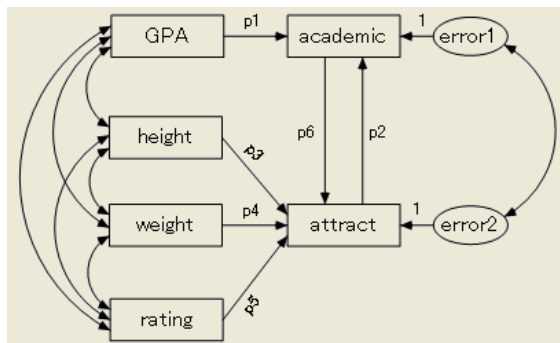 GPA
p1
academic
1
error1
p6
p2
height
p3
weight
p4
attract
1
error2
rating
p5